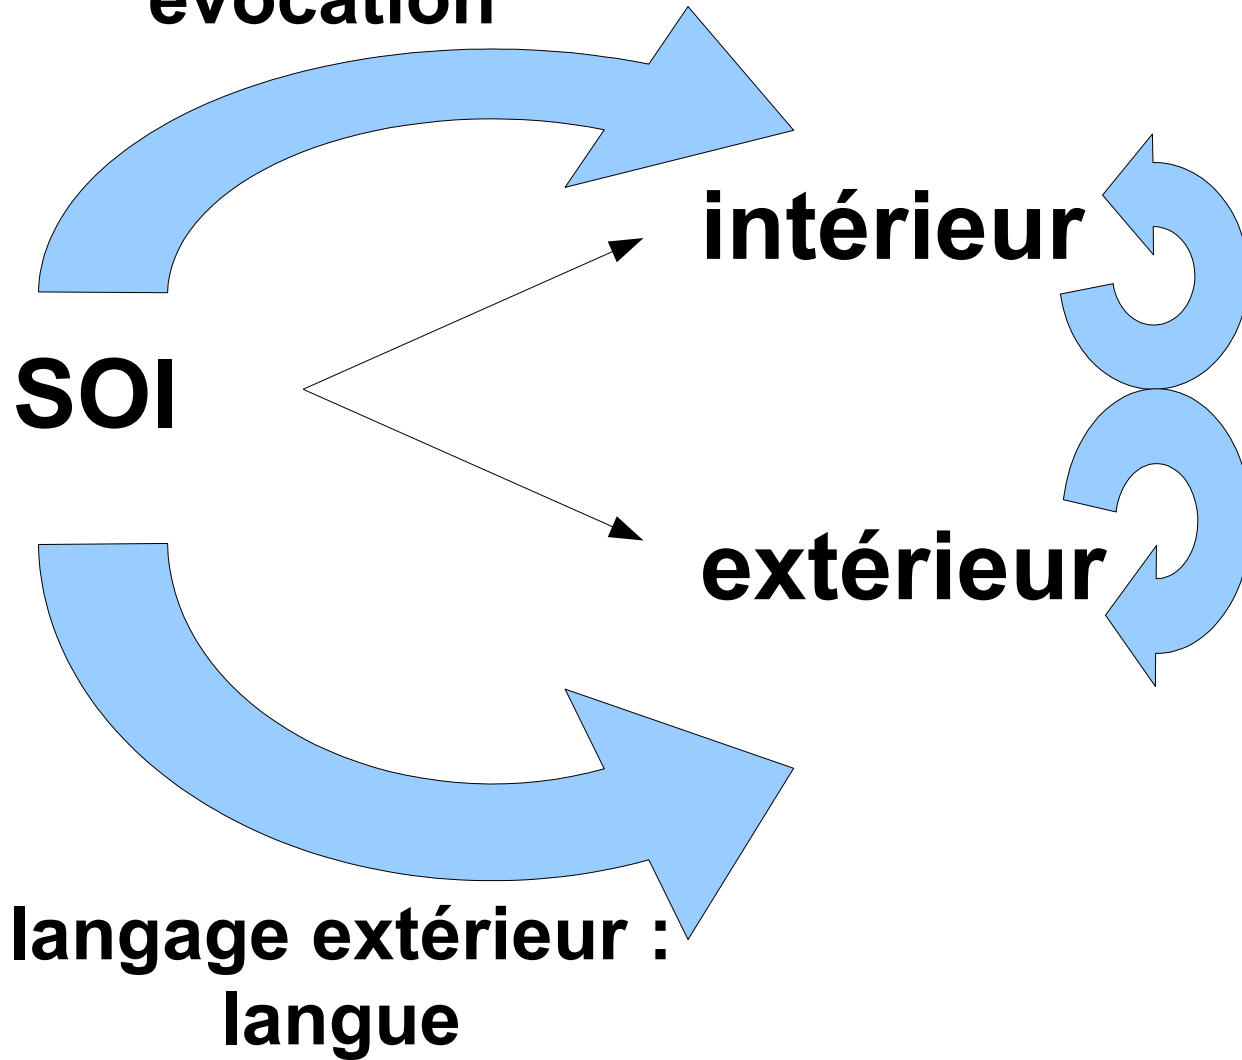 évocation
intérieur
SOI
extérieur
langage extérieur :
langue